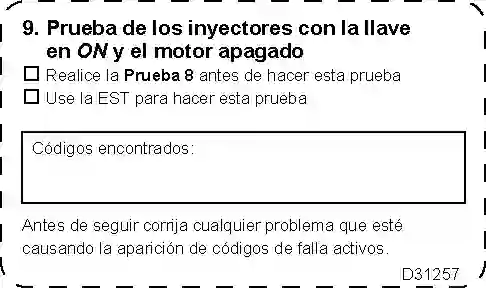 9. Prueba de los inyectores con la llave
en ON y el motor apagado
Realice la Prueba 8 antes de hacer esta prueba
Use la EST para hacer esta prueba
Códigos encontrados:
Antes de seguir corrija cualquier problema que esté
causando la aparición de códigos de falla activos.
D31257